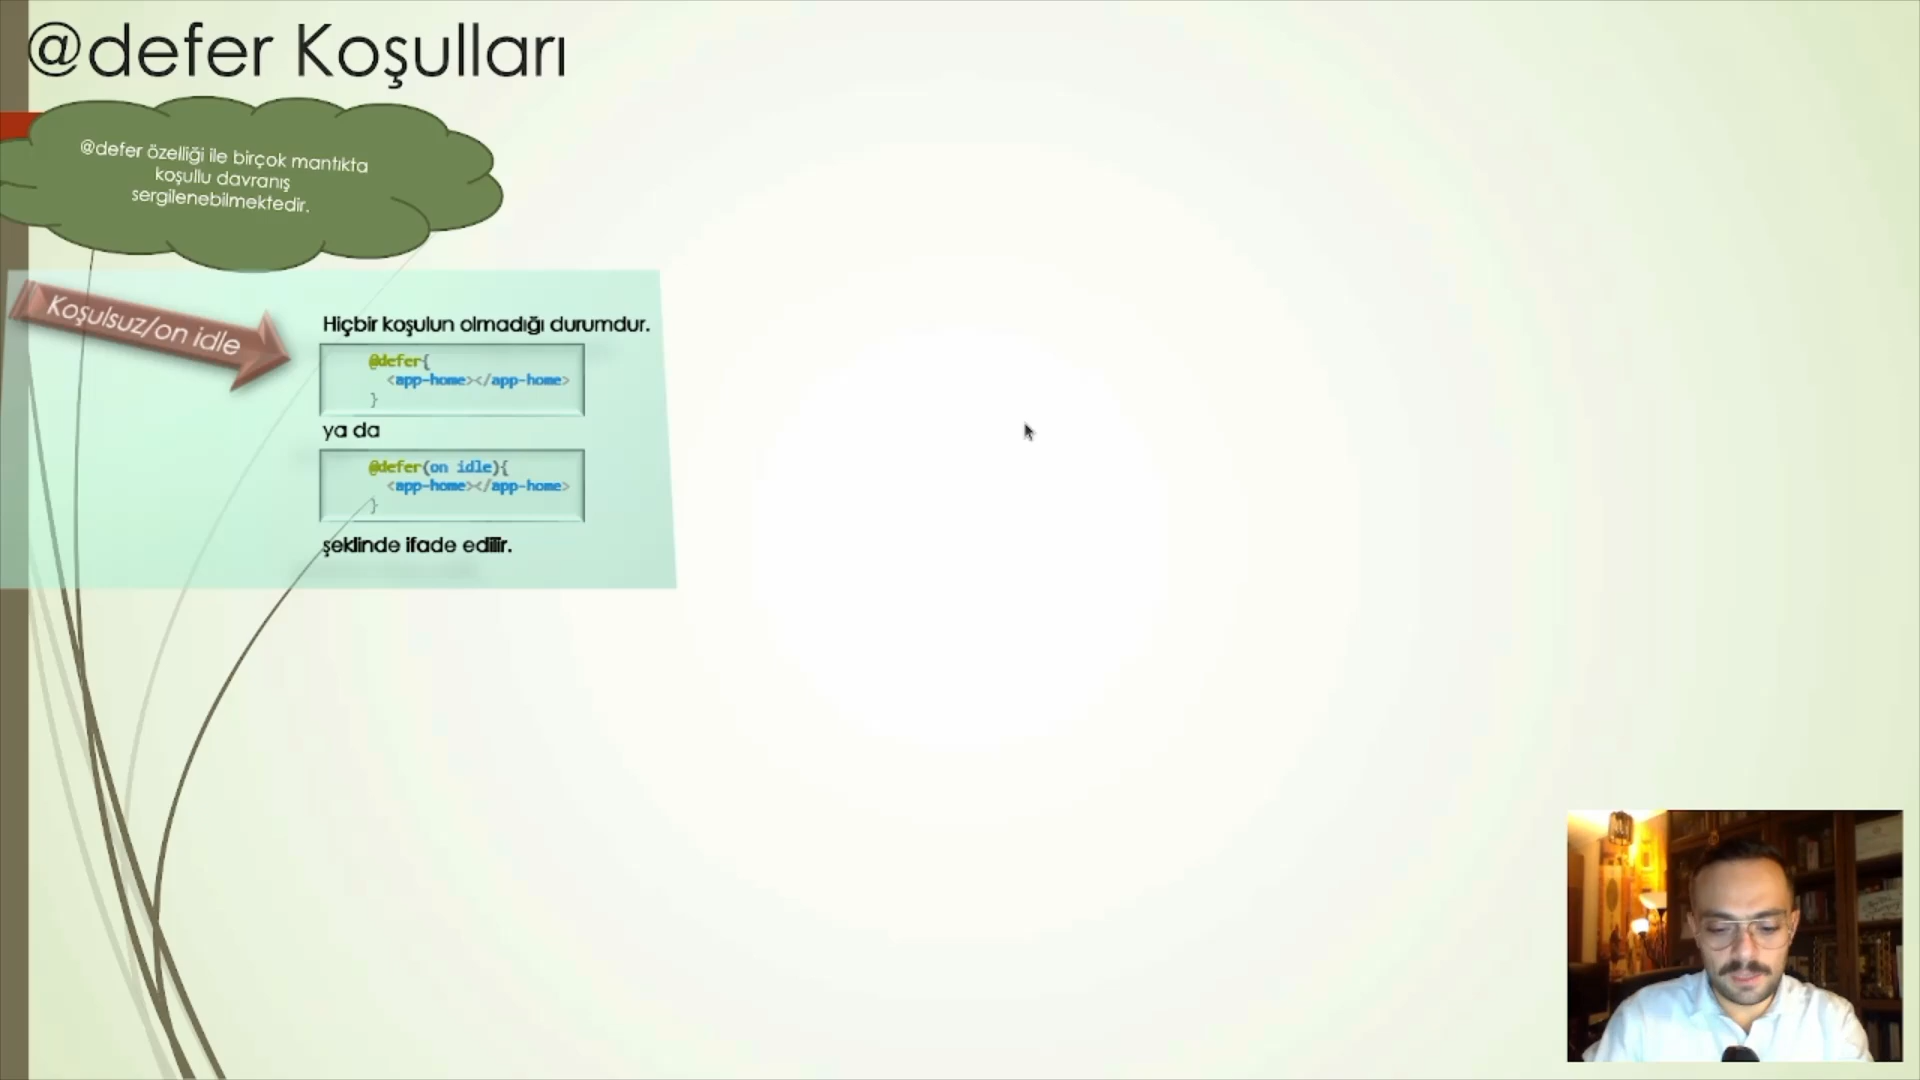 @defer Koşulları
@defer özelliği ile birçok mantıkta
koşullu davranış
sergilenebilmektedir.
Koşulsuz/on idle
Hiçbir koşulun olmadığı durumdur.
@defer{
<app-home></app-home>
}
ya da
@defer(on idle){
<app-home></app-home>
}
şeklinde ifade edilir.